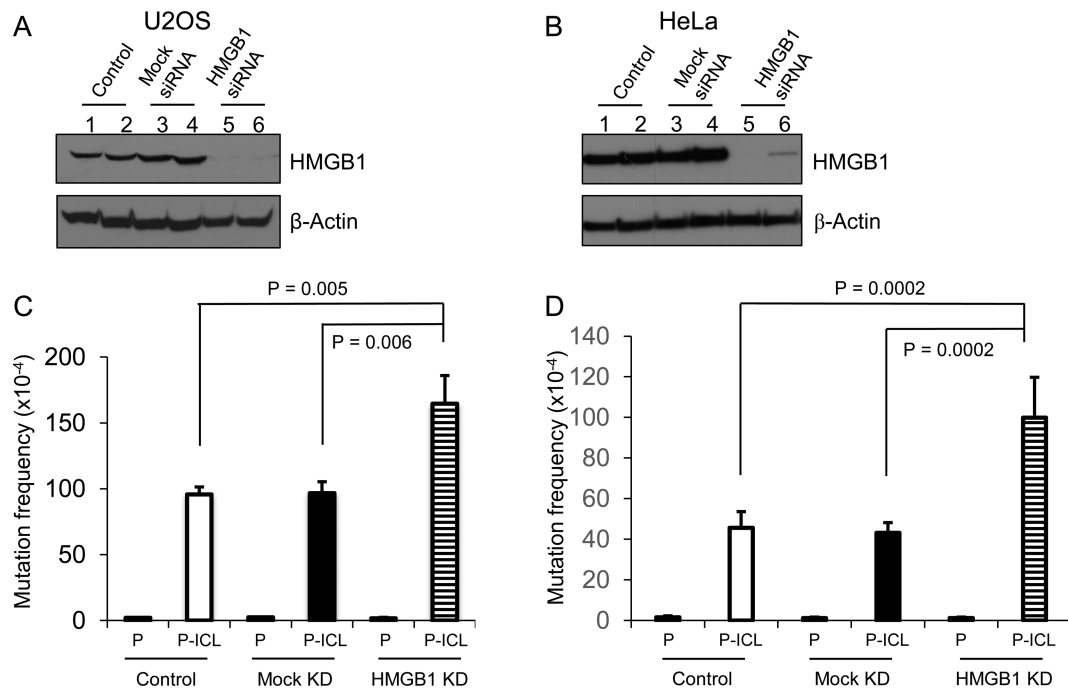 A
U2OS
Control
Mock siRNA
HMGB1 siRNA
1 2 3 4 5 6
HMGB1
β-Actin
B
HeLa
Control
Mock siRNA
HMGB1 siRNA
1 2 3 4 5 6
HMGB1
β-Actin
C
P = 0.005
P = 0.006
Mutation frequency (x10-4)
200
150
100
50
0
P P-ICL P P-ICL P P-ICL
Control Mock KD HMGB1 KD
D
P = 0.0002
P = 0.0002
Mutation frequency (x10-4)
140
120
100
80
60
40
20
0
P P-ICL P P-ICL P P-ICL
Control Mock KD HMGB1 KD